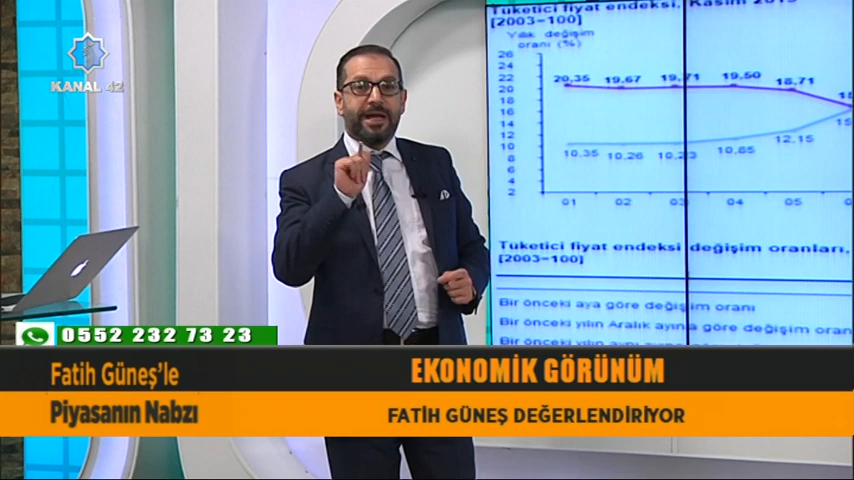 KANAL 42
Tüketici fiyat endeksi, Kasım 2019
[2003=100]
Yıllık değişim
oranı (%)
26
24
22
20
18
16
14
12
10
8
6
4
2
20,35
19,67
19,71
19,50
18,71
10,35
10,26
10,23
10,85
12,15
01
02
03
04
05
Tüketici fiyat endeksi değişim oranları,
[2003=100]
Bir önceki aya göre değişim oranı
Bir önceki yılın Aralık ayına göre değişim oran
0552 232 73 23
Fatih Güneş'le
Piyasanın Nabzı
EKONOMİK GÖRÜNÜM
FATİH GÜNEŞ DEĞERLENDİRİYOR